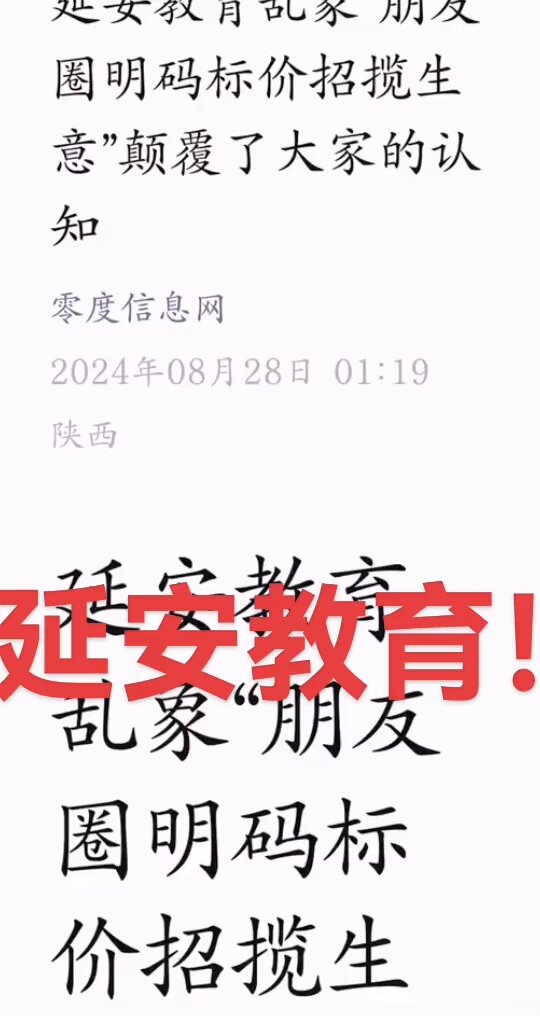 延安教育乱象“朋友
圈明码标价招揽生
意”颠覆了大家的认
知
零度信息网
2024年08月28日 01:19
陕西
延安教育
延安教育！
乱象“朋友
圈明码标
价招揽生